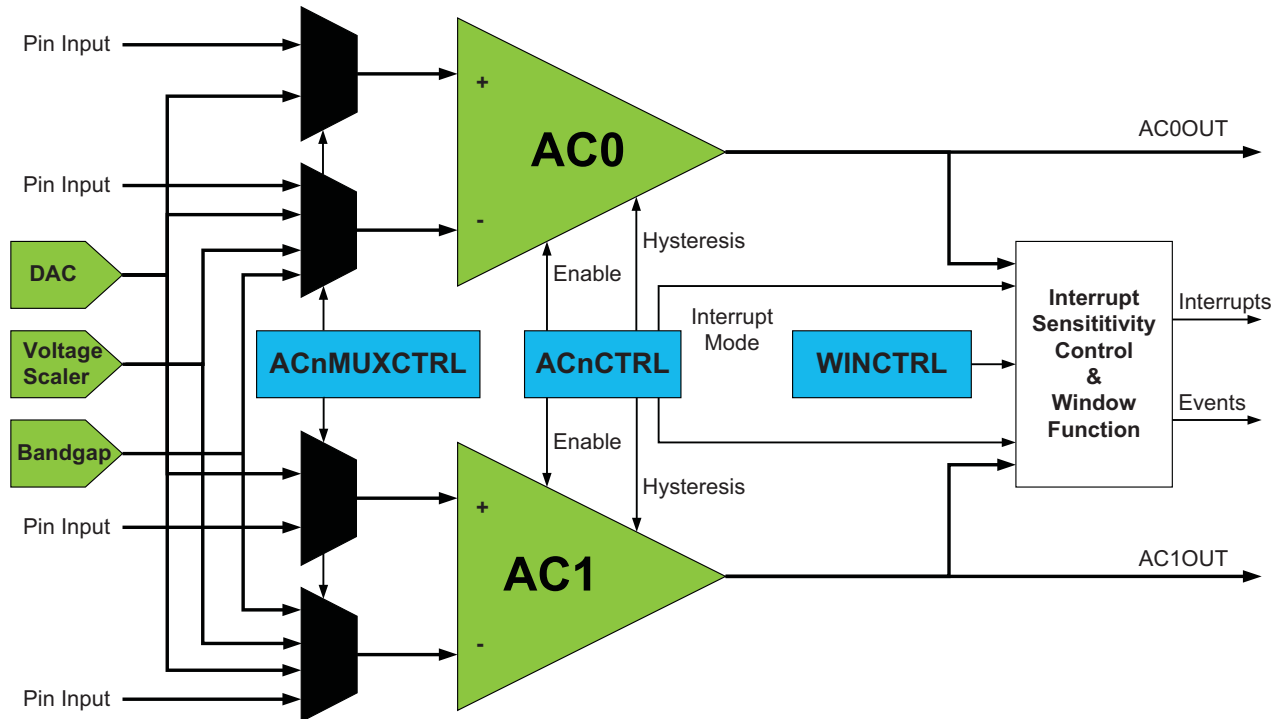 Pin Input
+
AC0
AC0OUT
Pin Input
-
Hysteresis
DAC
Enable
Interrupt
Sensititivity
Control
&
Window
Function
Interrupts
Interrupt
Mode
Voltage
Scaler
ACnMUXCTRL
ACnCTRL
WINCTRL
Events
Bandgap
Enable
Hysteresis
Pin Input
+
AC1
AC1OUT
-
Pin Input